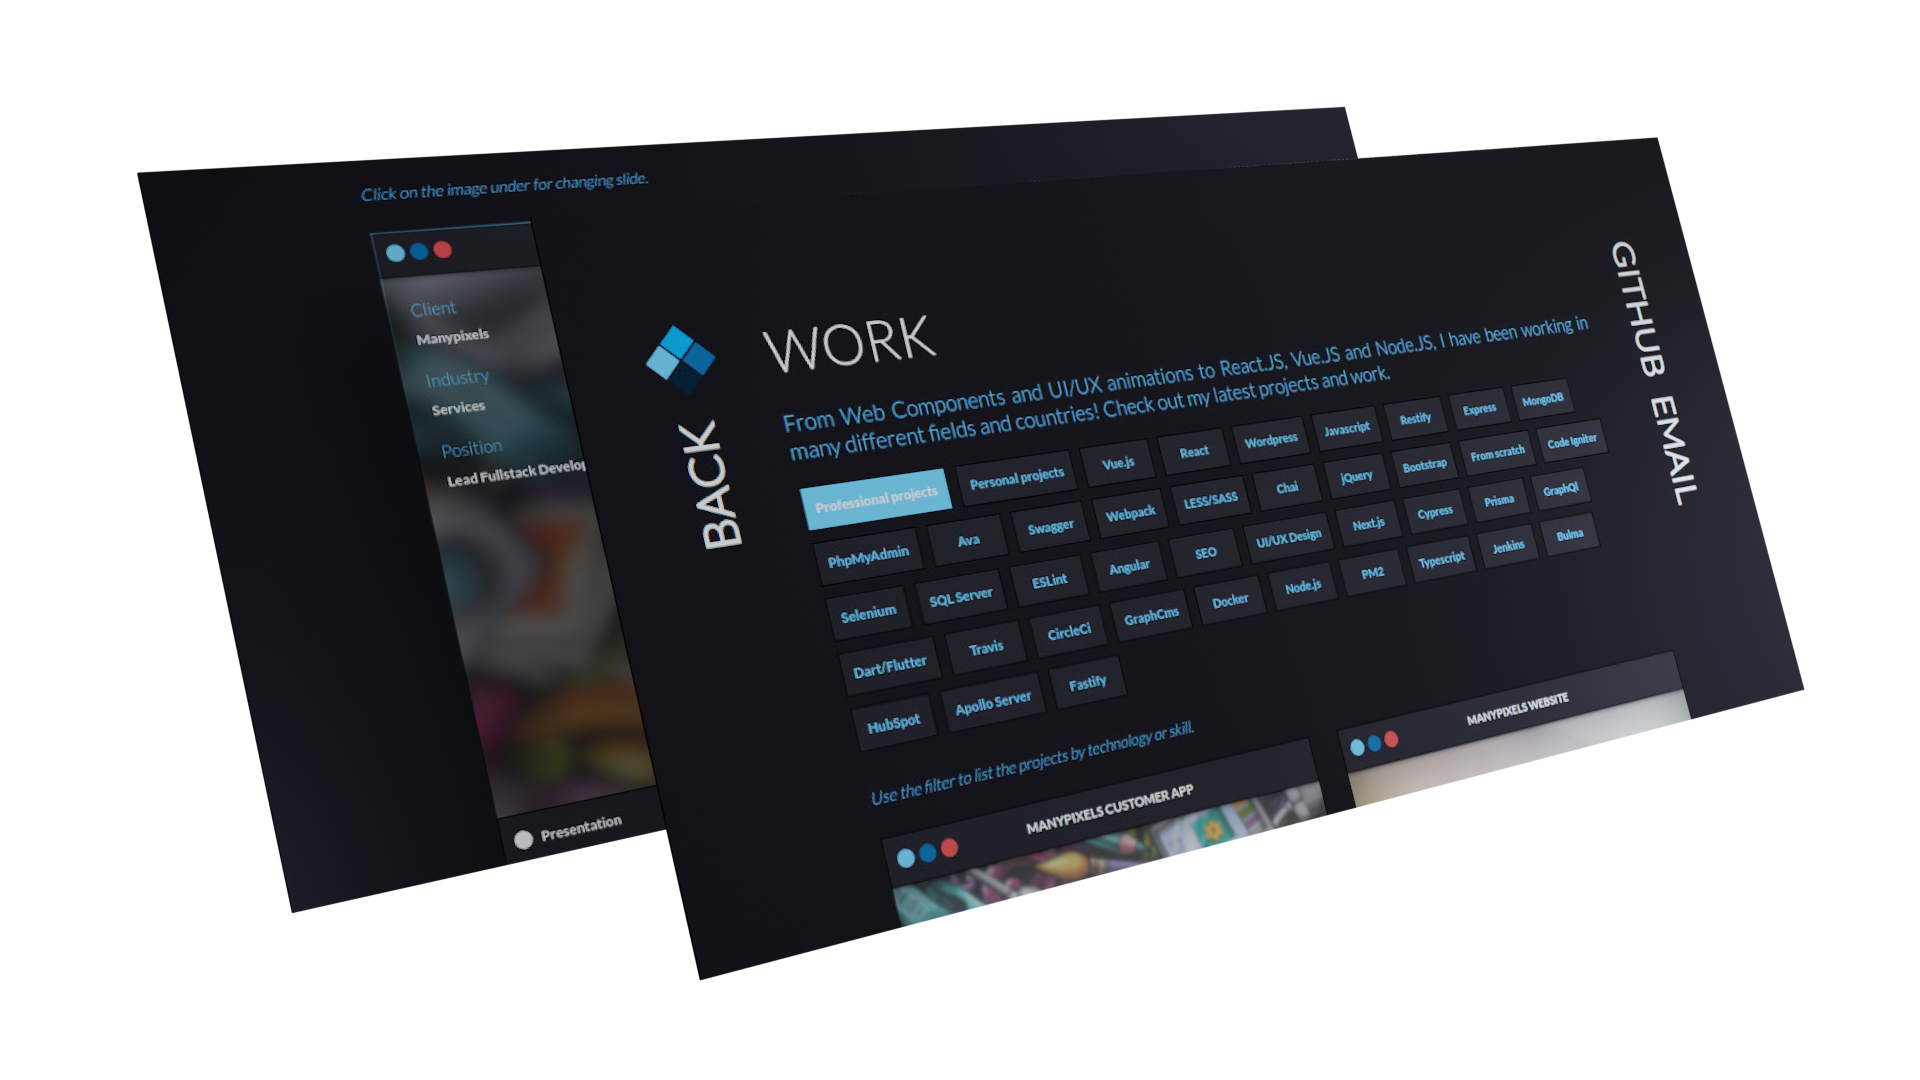 Click on the image under for changing slide.
Client
Manypixels
Industry
Services
Position
Lead Fullstack Develop
Presentation
BACK
WORK
From Web Components and UI/UX animations to React.JS, Vue.JS and Node.JS, I have been working in
many different fields and countries! Check out my latest projects and work.
Professional projects Personal projects Vue.js React Wordpress Javascript Restify Express MongoDB
PhpMyAdmin Ava Swagger Webpack LESS/SASS Chai jQuery Bootstrap From scratch Code Igniter
Selenium SQL Server ESLint Angular SEO UI/UX Design Next.js Cypress Prisma GraphQl
Dart/Flutter Travis CircleCi GraphCms Docker Node.js PM2 Typescript Jenkins Bulma
HubSpot Apollo Server Fastify
Use the filter to list the projects by technology or skill.
MANYPIXELS CUSTOMER APP
MANYPIXELS WEBSITE
GITHUB EMAIL